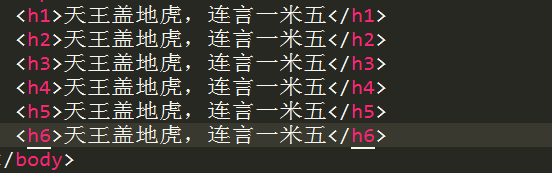 <h1>天王盖地虎，连言一米五</h1>
<h2>天王盖地虎，连言一米五</h2>
<h3>天王盖地虎，连言一米五</h3>
<h4>天王盖地虎，连言一米五</h4>
<h5>天王盖地虎，连言一米五</h5>
<h6>天王盖地虎，连言一米五</h6>
</body>